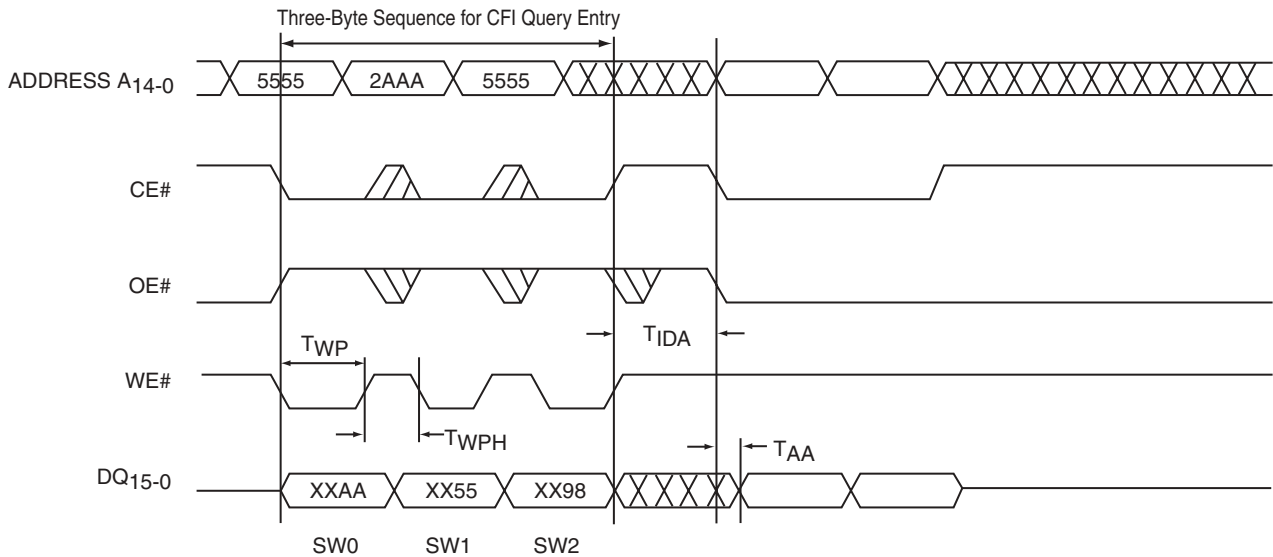 Three-Byte Sequence for CFI Query Entry
ADDRESS A14-0
5555 2AAA 5555
CE#
OE#
TIDA
TWP
WE#
TWPH
TAA
DQ15-0
XXAA XX55 XX98
SW0 SW1 SW2